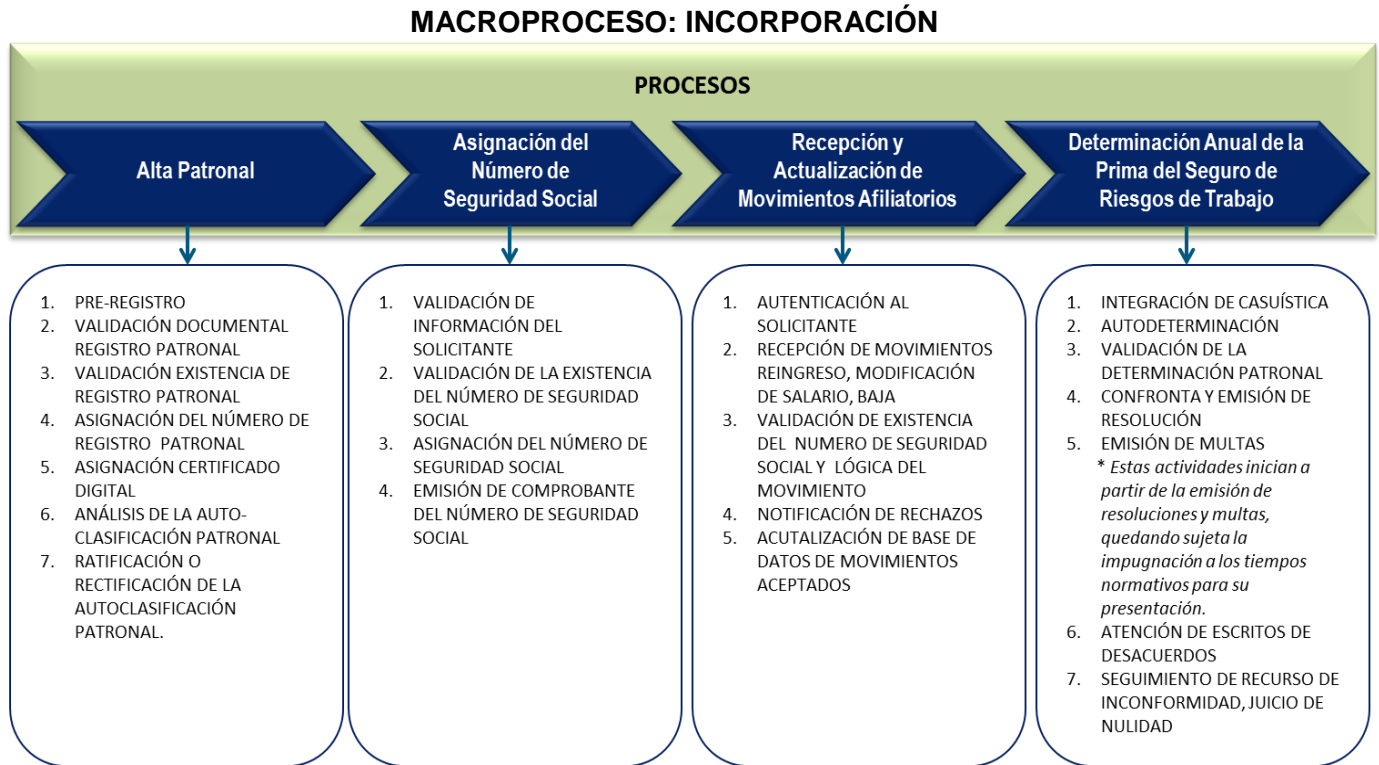 MACROPROCESO: INCORPORACIÓN
PROCESOS
Alta Patronal
Asignación del
Número de
Seguridad Social
Recepción y
Actualización de
Movimientos Afiliatorios
Determinación Anual de la
Prima del Seguro de
Riesgos de Trabajo
1. PRE-REGISTRO
2. VALIDACIÓN DOCUMENTAL
REGISTRO PATRONAL
3. VALIDACIÓN EXISTENCIA DE
REGISTRO PATRONAL
4. ASIGNACIÓN DEL NÚMERO DE
REGISTRO PATRONAL
5. ASIGNACIÓN CERTIFICADO
DIGITAL
6. ANÁLISIS DE LA AUTO-
CLASIFICACIÓN PATRONAL
7. RATIFICACIÓN O
RECTIFICACIÓN DE LA
AUTOCLASIFICACIÓN
PATRONAL.
1. VALIDACIÓN DE
INFORMACIÓN DEL
SOLICITANTE
2. VALIDACIÓN DE LA EXISTENCIA
DEL NÚMERO DE SEGURIDAD
SOCIAL
3. ASIGNACIÓN DEL NÚMERO DE
SEGURIDAD SOCIAL
4. EMISIÓN DE COMPROBANTE
DEL NÚMERO DE SEGURIDAD
SOCIAL
1. AUTENTICACIÓN AL
SOLICITANTE
2. RECEPCIÓN DE MOVIMIENTOS
REINGRESO, MODIFICACIÓN
DE SALARIO, BAJA
3. VALIDACIÓN DE EXISTENCIA
DEL NUMERO DE SEGURIDAD
SOCIAL Y LÓGICA DEL
MOVIMIENTO
4. NOTIFICACIÓN DE RECHAZOS
5. ACUTALIZACIÓN DE BASE DE
DATOS DE MOVIMIENTOS
ACEPTADOS
1. INTEGRACIÓN DE CASUÍSTICA
2. AUTODETERMINACIÓN
3. VALIDACIÓN DE LA
DETERMINACIÓN PATRONAL
4. CONFRONTA Y EMISIÓN DE
RESOLUCIÓN
5. EMISIÓN DE MULTAS
* Estas actividades inician a
partir de la emisión de
resoluciones y multas,
quedando sujeta la
impugnación a los tiempos
normativos para su
presentación.
6. ATENCIÓN DE ESCRITOS DE
DESACUERDOS
7. SEGUIMIENTO DE RECURSO DE
INCONFORMIDAD, JUICIO DE
NULIDAD